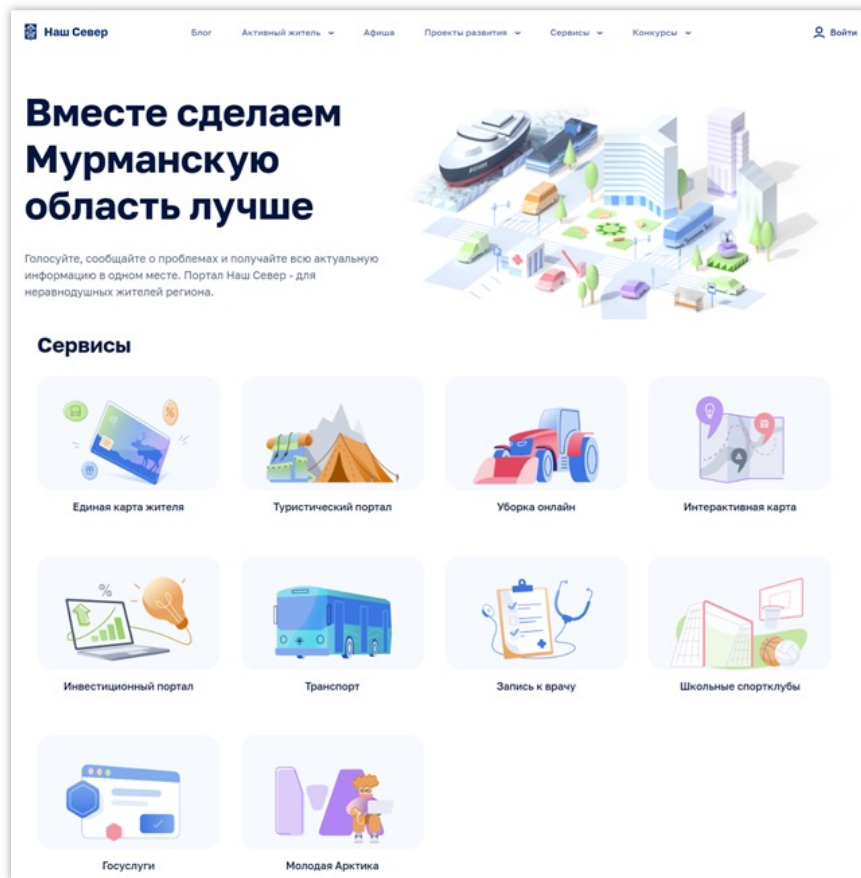 Наш Север
Блог
Активный житель
Афиша
Проекты развития
Сервисы
Конкурсы
Войти
Вместе сделаем
Мурманскую
область лучше
Голосуйте, сообщайте о проблемах и получайте всю актуальную
информацию в одном месте. Портал Наш Север - для
неравнодушных жителей региона.
Сервисы
Единая карта жителя
Туристический портал
Уборка онлайн
Интерактивная карта
Инвестиционный портал
Транспорт
Запись к врачу
Школьные спортклубы
Госуслуги
Молодая Арктика